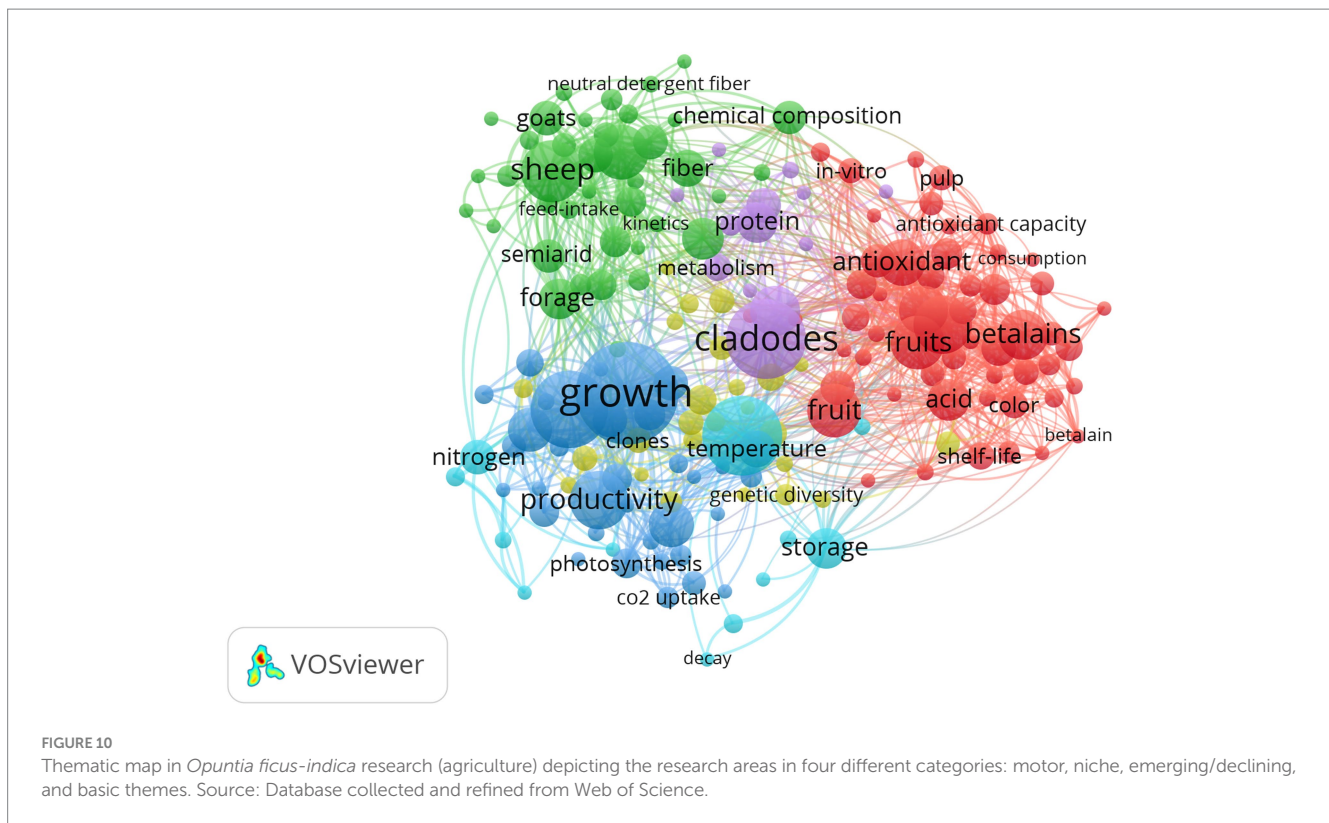 neutral detergent fiber
goats
chemical composition
sheep
fiber
in-vitro
pulp
feed-intake
kinetics
protein
antioxidant capacity
semiarid
metabolism
antioxidant
consumption
forage
cladodes
fruits
betalains
growth
fruit
acid
color
clones
temperature
betalain
nitrogen
shelf-life
productivity
genetic diversity
storage
photosynthesis
co2 uptake
decay
VOSviewer
FIGURE 10
Thematic map in Opuntia ficus-indica research (agriculture) depicting the research areas in four different categories: motor, niche, emerging/declining,
and basic themes. Source: Database collected and refined from Web of Science.